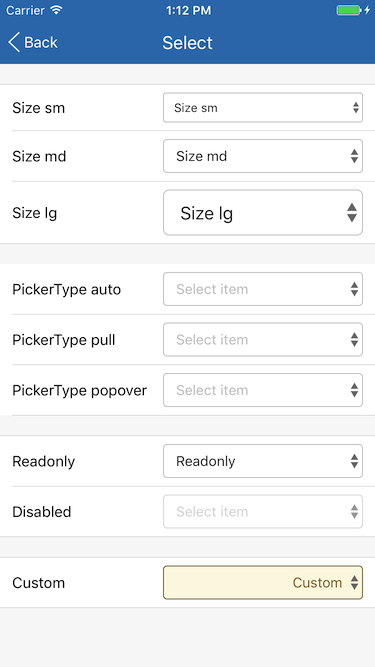 Carrier 1:12 PM
Back Select
Size sm Size sm
Size md Size md
Size lg Size lg
PickerType auto Select item
PickerType pull Select item
PickerType popover Select item
Readonly Readonly
Disabled Select item
Custom Custom